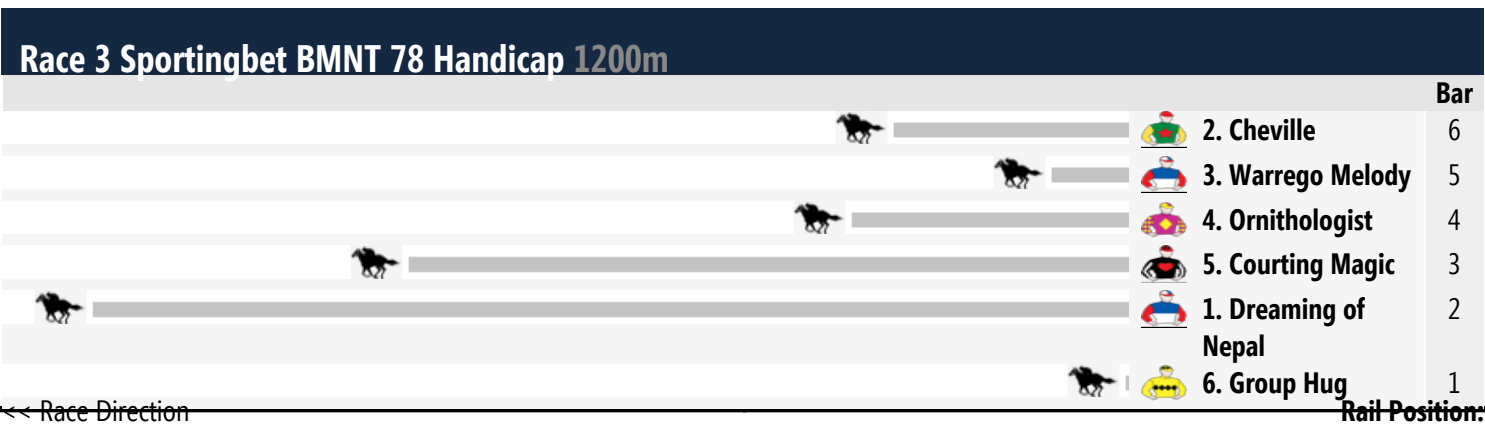 Race 3 Sportingbet BMNT 78 Handicap 1200m
Bar
2. Cheville 6
3. Warrego Melody 5
4. Ornithologist 4
5. Courting Magic 3
1. Dreaming of 2
Nepal
6. Group Hug 1
<< Race Direction Rail Position: